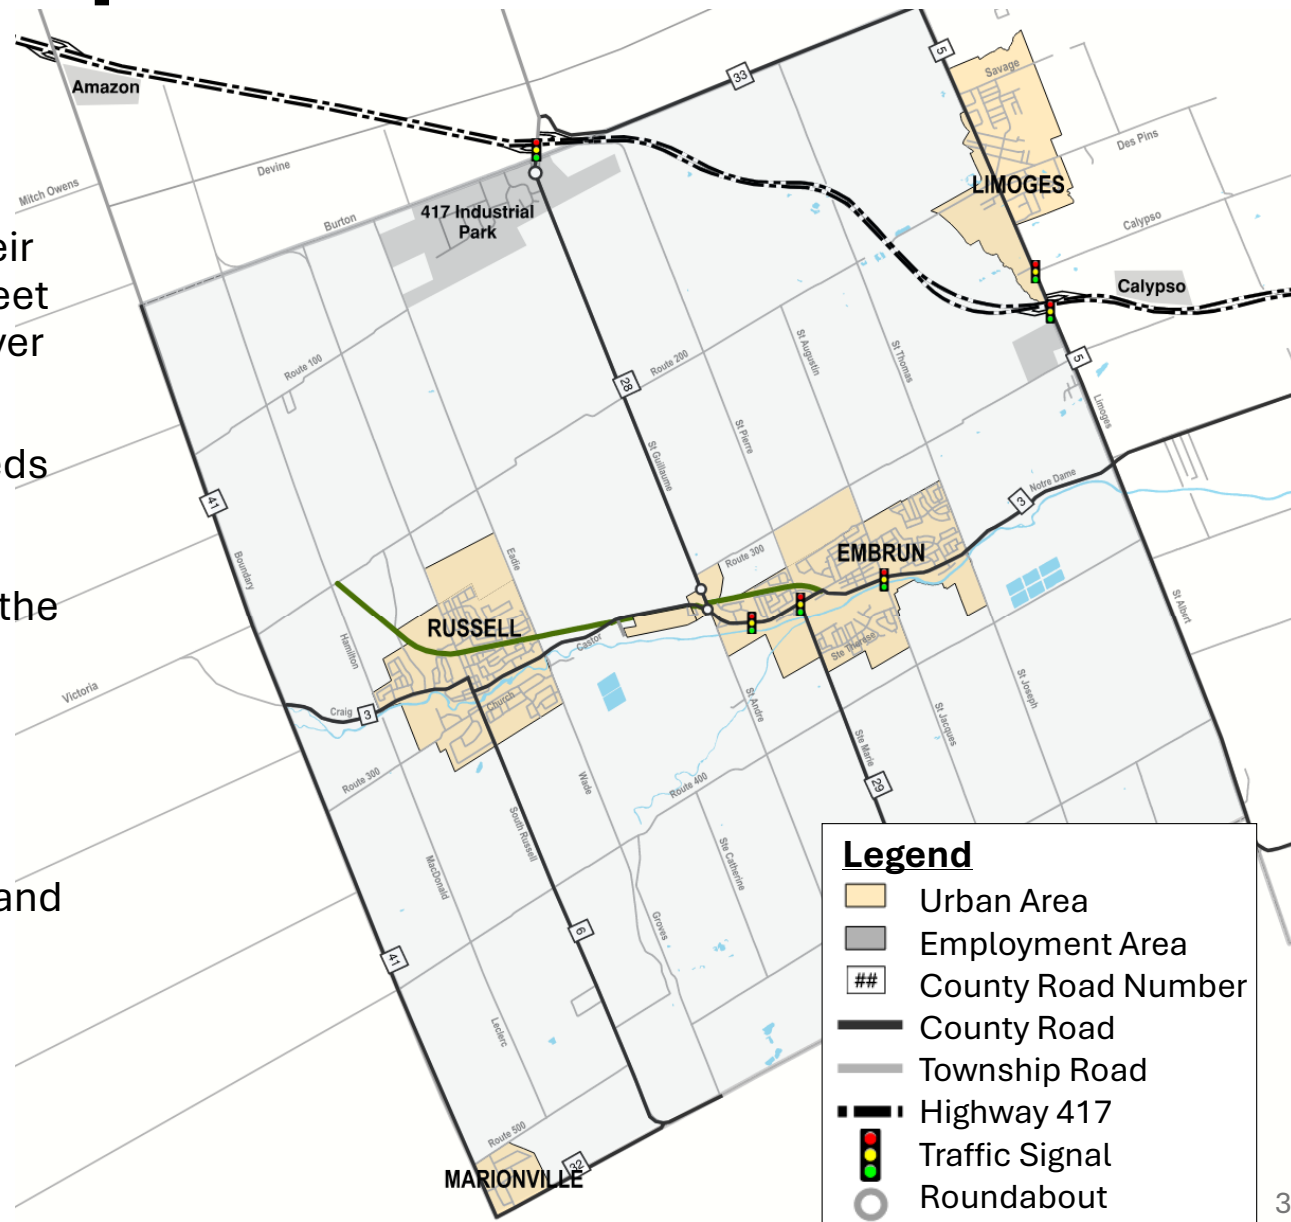 eir
eet
ver
eds
the
and
Amazon
Mitch Owens
Devine
Burton
417 Industrial
Park
33
5
Savage
Des Pins
LIMOGES
Calypso
Calypso
5
Limoges
Route 100
28
Route 200
St Augustin
St Thomas
St Pierre
St Guillaume
41
Boundary
Eadie
Route 300
EMBRUN
3
Notre Dame
St Albert
Hamilton
RUSSELL
Castor
Ste Therese
Victoria
Craig
3
Church
St Andre
St Joseph
St Jacques
Ste Marie
29
Route 300
Wade
Route 400
South Russell
MacDonald
Ste Catherine
Groves
6
41
Leclerc
Route 500
MARIONVILLE
32
Legend
Urban Area
Employment Area
## County Road Number
County Road
Township Road
Highway 417
Traffic Signal
Roundabout
3